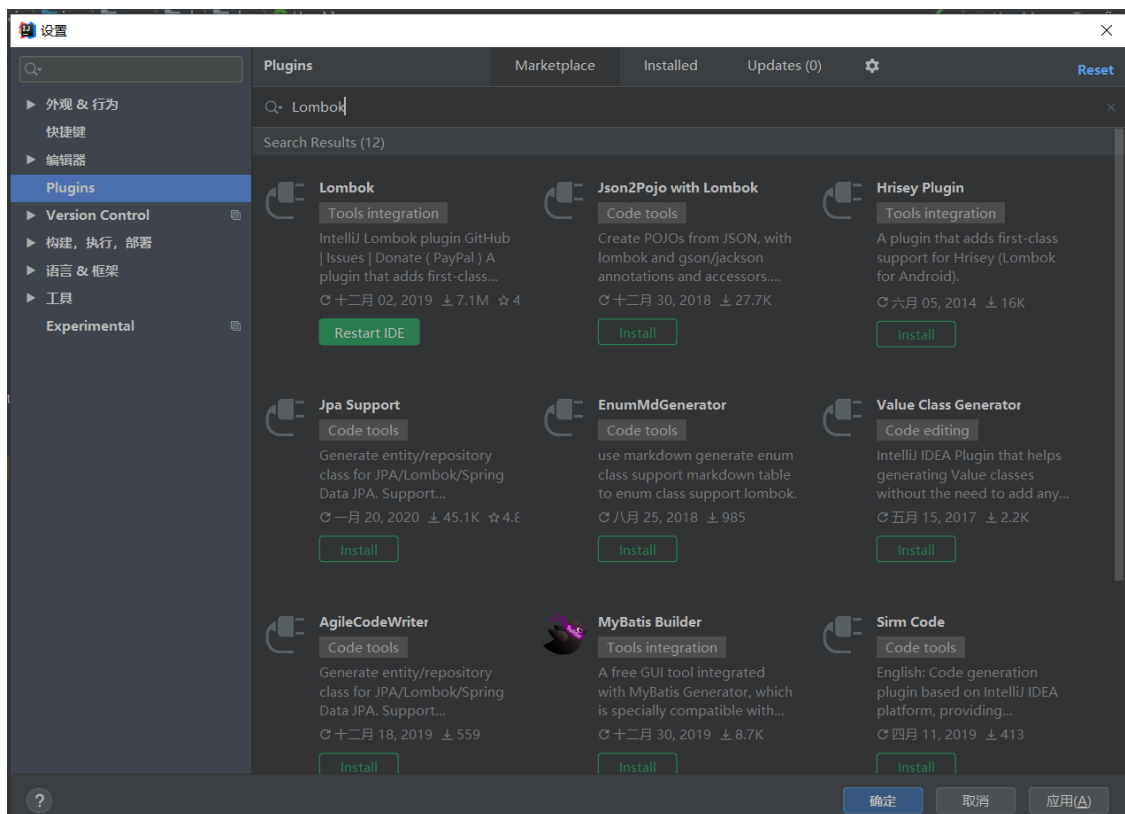 设置
Plugins
Marketplace
Installed
Updates (0)
Reset
外观 & 行为
快捷键
编辑器
Plugins
Version Control
构建，执行，部署
语言 & 框架
工具
Experimental
Lombok
Search Results (12)
Lombok
Tools integration
IntelliJ Lombok plugin GitHub
| Issues | Donate ( PayPal ) A
plugin that adds first-class...
十二月 02, 2019 7.1M 4
Restart IDE
Json2Pojo with Lombok
Code tools
Create POJOs from JSON, with
lombok and gson/jackson
annotations and accessors....
十二月 30, 2018 27.7K
Install
Hrisey Plugin
Tools integration
A plugin that adds first-class
support for Hrisey (Lombok
for Android).
六月 05, 2014 16K
Install
Jpa Support
Code tools
Generate entity/repository
class for JPA/Lombok/Spring
Data JPA. Support...
一月 20, 2020 45.1K 4.8
Install
EnumMdGenerator
Code tools
use markdown generate enum
class support markdown table
to enum class support lombok.
八月 25, 2018 985
Install
Value Class Generator
Code editing
IntelliJ IDEA Plugin that helps
generating Value classes
without the need to add any...
五月 15, 2017 2.2K
Install
AgileCodeWriter
Code tools
Generate entity/repository
class for JPA/Lombok/Spring
Data JPA. Support...
十二月 18, 2019 559
Install
MyBatis Builder
Tools integration
A free GUI tool integrated
with MyBatis Generator, which
is specially compatible with...
十二月 30, 2019 8.7K
Install
Sirm Code
Code tools
English: Code generation
plugin based on IntelliJ IDEA
platform, providing...
四月 11, 2019 413
Install
?
确定
取消
应用(A)